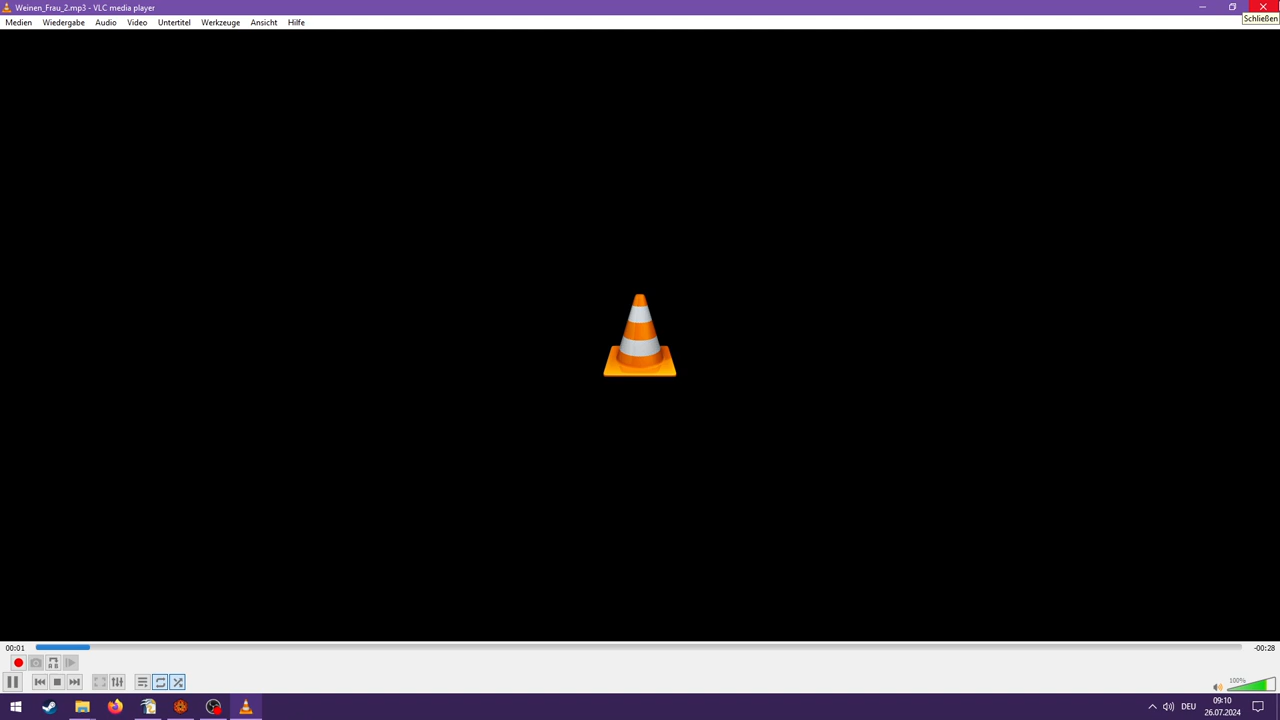 Weinen_Frau_2.mp3 - VLC media player
Schließen
Medien Wiedergabe Audio Video Untertitel Werkzeuge Ansicht Hilfe
00:01 -00:28
100%
DEU
09:10
26.07.2024